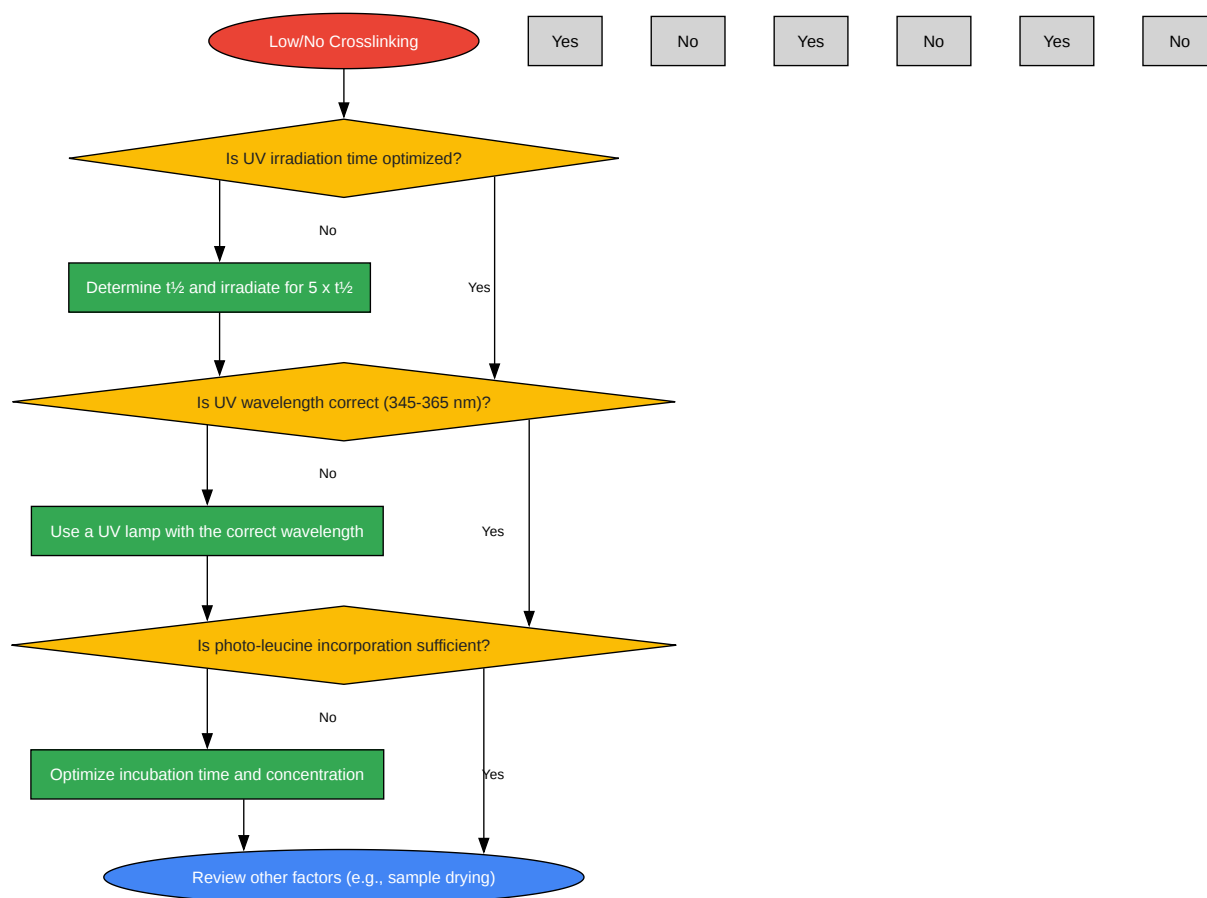 Low/No Crosslinking
Yes
No
Yes
No
Yes
No
Is UV irradiation time optimized?
No
Determine t½ and irradiate for 5 x t½
Yes
Is UV wavelength correct (345-365 nm)?
No
Use a UV lamp with the correct wavelength
Yes
Is photo-leucine incorporation sufficient?
No
Optimize incubation time and concentration
Yes
Review other factors (e.g., sample drying)